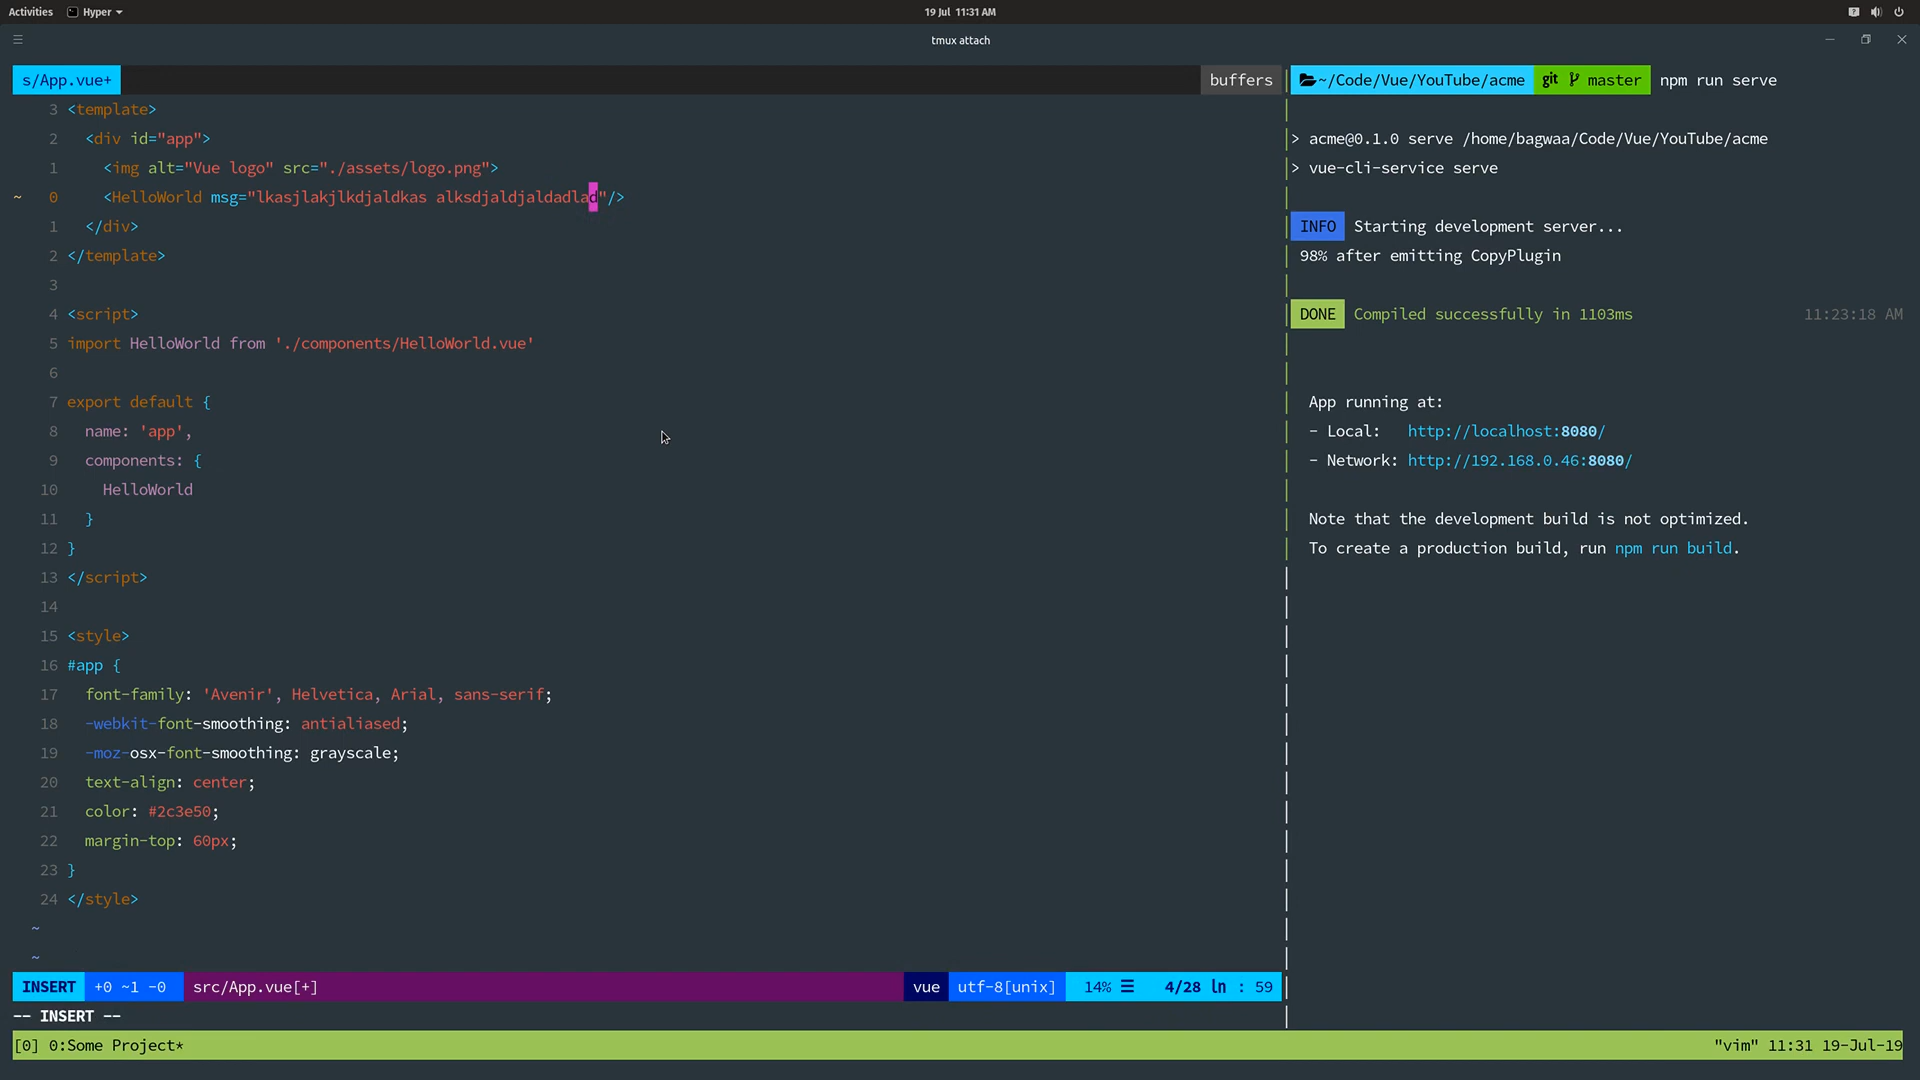 Activities Hyper 19 Jul 11:31 AM
tmux attach
s/App.vue+ buffers
3 <template>
2 <div id="app">
1 <img alt="Vue logo" src="./assets/logo.png">
~ 0 <HelloWorld msg="lkasjlakjlkdjaldkas alksdjaldjaldadlad"/>
1 </div>
2 </template>
3
4 <script>
5 import HelloWorld from './components/HelloWorld.vue'
6
7 export default {
8 name: 'app',
9 components: {
10 HelloWorld
11 }
12 }
13 </script>
14
15 <style>
16 #app {
17 font-family: 'Avenir', Helvetica, Arial, sans-serif;
18 -webkit-font-smoothing: antialiased;
19 -moz-osx-font-smoothing: grayscale;
20 text-align: center;
21 color: #2c3e50;
22 margin-top: 60px;
23 }
24 </style>
~
~
INSERT +0 ~1 -0 src/App.vue[+] vue utf-8[unix] 14% ☰ 4/28 ln : 59
-- INSERT --
~/Code/Vue/YouTube/acme git master npm run serve
> acme@0.1.0 serve /home/bagwaa/Code/Vue/YouTube/acme
> vue-cli-service serve
INFO Starting development server...
98% after emitting CopyPlugin
DONE Compiled successfully in 1103ms 11:23:18 AM
App running at:
- Local: http://localhost:8080/
- Network: http://192.168.0.46:8080/
Note that the development build is not optimized.
To create a production build, run npm run build.
[0] 0:Some Project* "vim" 11:31 19-Jul-19